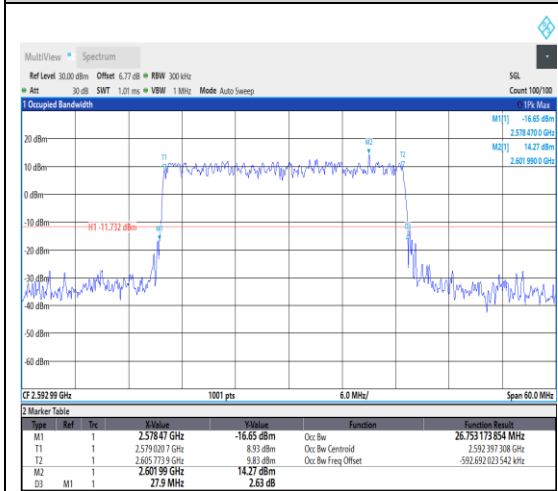 MultiView Spectrum
Ref Level 30.00 dBm Offset 6.77 dB RBW 300 kHz SGL
Att 30 dB SWT 1.01 ms VBW 1 MHz Mode Auto Sweep Count 100/100
1 Occupied Bandwidth 1Pk Max
M1[1] -16.65 dBm
2.578 470 0 GHz
M2[1] 14.27 dBm
2.601 990 0 GHz
20 dBm
M2
T1
T2
10 dBm
0 dBm
-10 dBm
H1 -11.732 dBm
M1
-20 dBm
-30 dBm
-40 dBm
-50 dBm
-60 dBm
CF 2.592 99 GHz 1001 pts 6.0 MHz/ Span 60.0 MHz
2 Marker Table
Type Ref Trc X-Value Y-Value Function Function Result
M1 1 2.57847 GHz -16.65 dBm Occ Bw 26.753 173 854 MHz
T1 1 2.579 020 7 GHz 8.93 dBm Occ Bw Centroid 2.592 397 308 GHz
T2 1 2.605 773 9 GHz 9.83 dBm Occ Bw Freq Offset -592.692 023 542 kHz
M2 1 2.601 99 GHz 14.27 dBm
D3 M1 1 27.9 MHz 2.63 dB